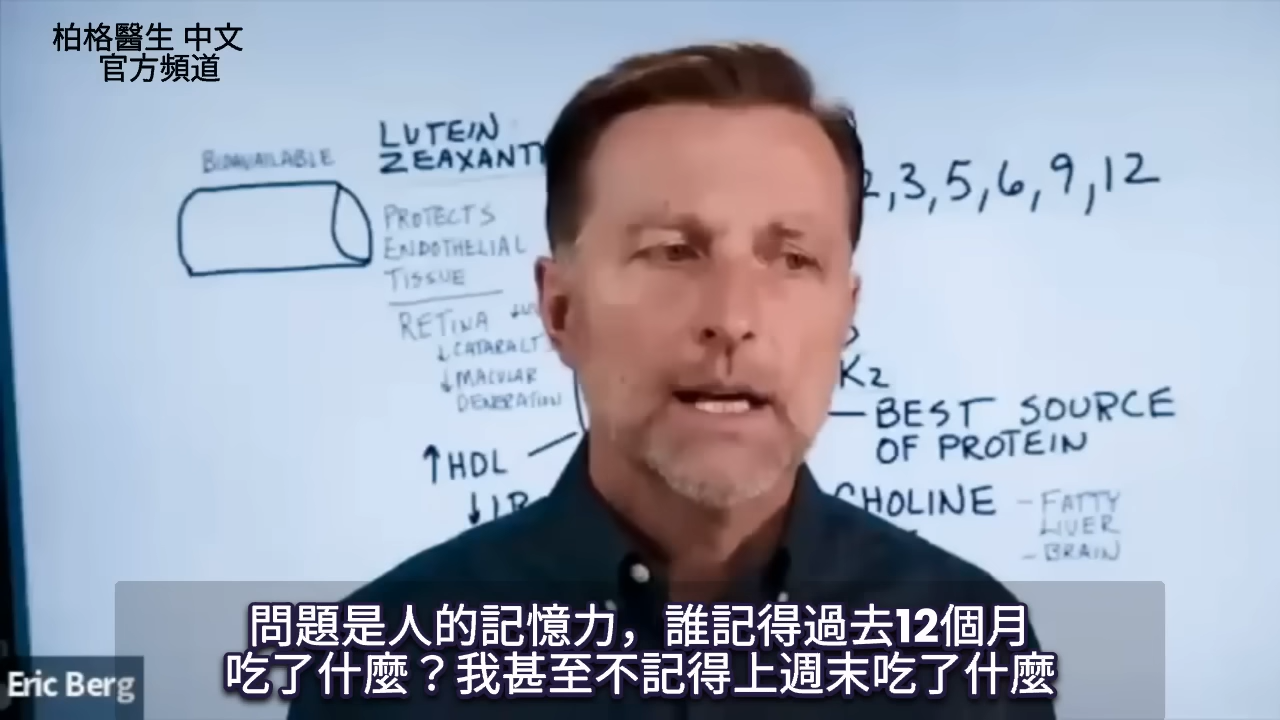 柏格醫生 中文
官方頻道
BIOAVAILABLE
LUTEIN
ZEAXANT
PROTECTS
ENDOTHELIAL
TISSUE
RETINA
↓CATARALT
↓MACULAR
DENERATION
↑HDL
2,3,5,6,9,12
K2
—BEST SOURCE
OF PROTEIN
CHOLINE
- FATTY
LIVER
- BRAIN
問題是人的記憶力，誰記得過去12個月
吃了什麼？我甚至不記得上週末吃了什麼
Eric Berg